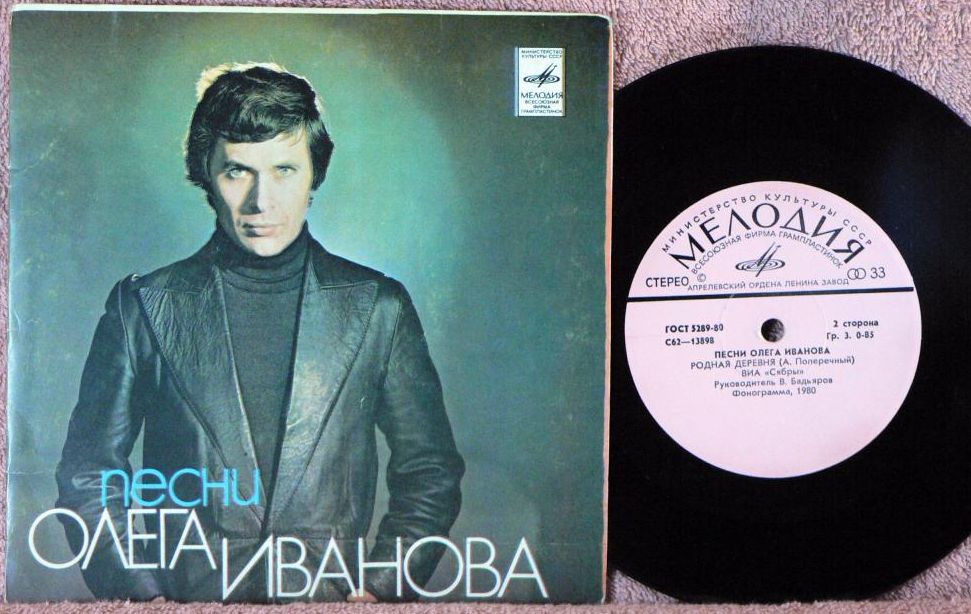 МИНИСТЕРСТВО
КУЛЬТУРЫ СССР
МЕЛОДИЯ
ВСЕСОЮЗНАЯ
ФИРМА
ГРАМПЛАСТИНОК
песни
ОЛЕГА
ИВАНОВА
МИНИСТЕРСТВО КУЛЬТУРЫ СССР
МЕЛОДИЯ
ВСЕСОЮЗНАЯ ФИРМА ГРАМПЛАСТИНОК
СТЕРЕО © 33
АПРЕЛЕВСКИЙ ОРДЕНА ЛЕНИНА ЗАВОД
ГОСТ 5289-80 2 сторона
С62—13898 Гр. 3. 0-85
ПЕСНИ ОЛЕГА ИВАНОВА
РОДНАЯ ДЕРЕВНЯ (А. Поперечный)
ВИА «Сябры»
Руководитель В. Бадьяров
Фонограмма, 1980